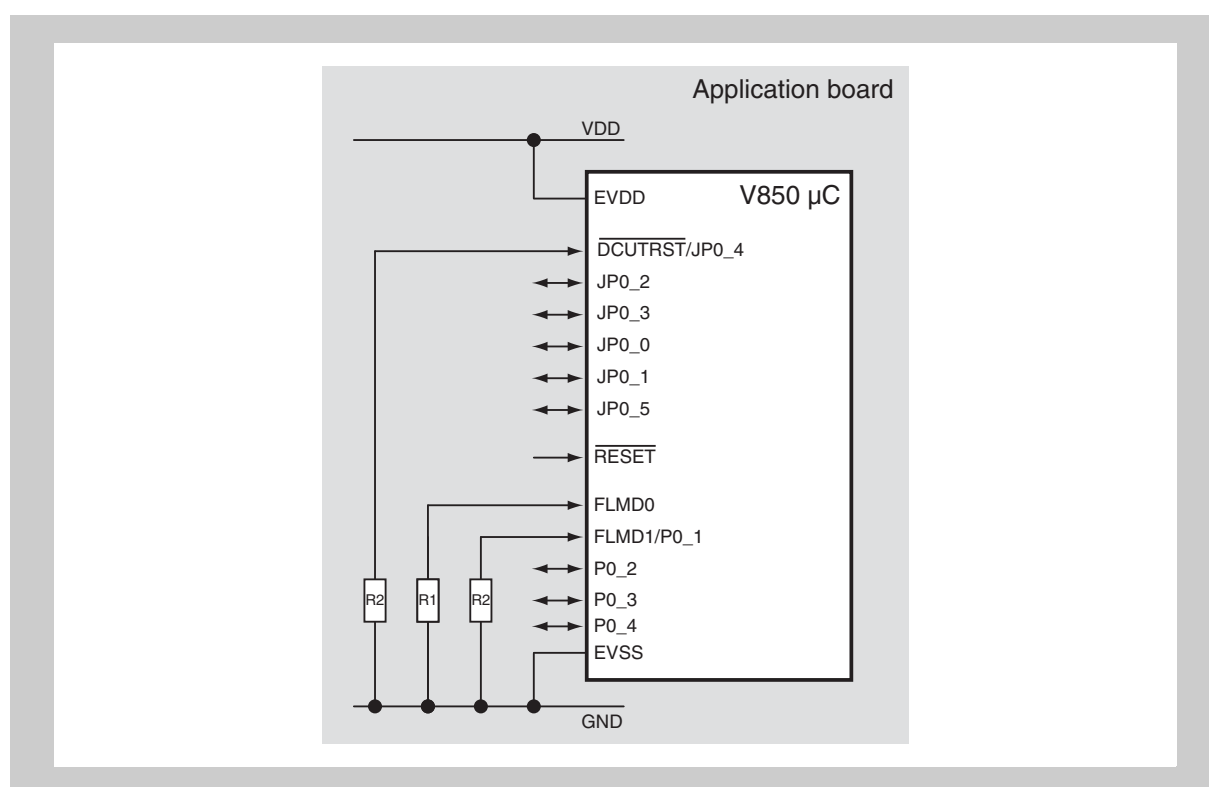 Application board
VDD
EVDD
V850 µC
DCUTRST/JP0_4
JP0_2
JP0_3
JP0_0
JP0_1
JP0_5
RESET
FLMD0
FLMD1/P0_1
P0_2
R2 R1 R2
P0_3
P0_4
EVSS
GND